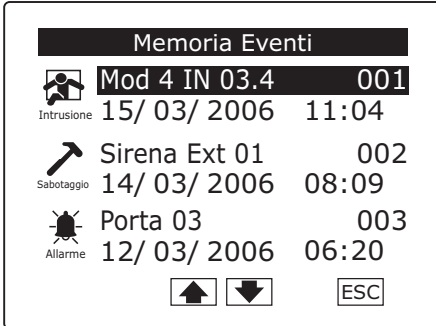 Memoria Eventi
Mod 4 IN 03.4 001
Intrusione 15/ 03/ 2006 11:04
Sirena Ext 01 002
Sabotaggio 14/ 03/ 2006 08:09
Porta 03 003
Allarme 12/ 03/ 2006 06:20
ESC